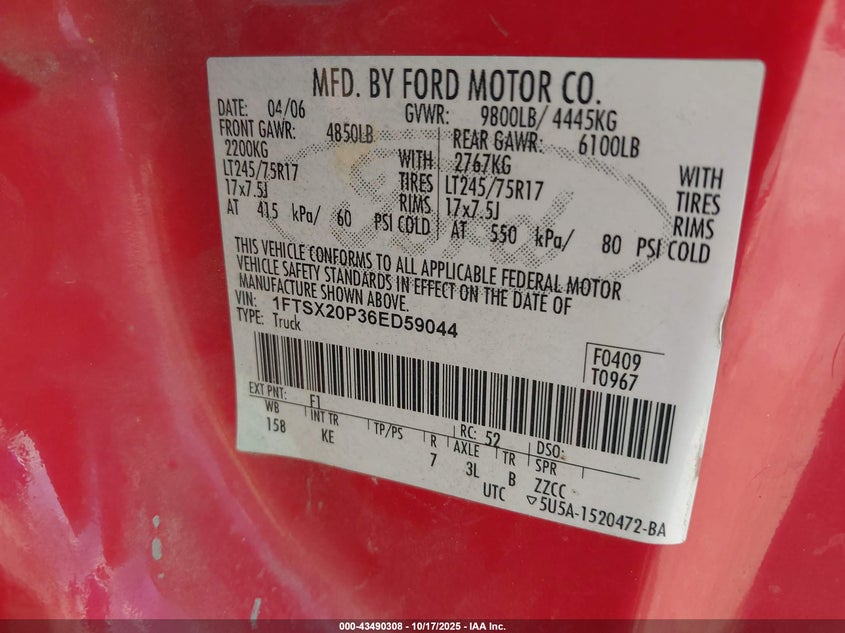 MFD. BY FORD MOTOR CO.
DATE: 04/06 GVWR: 9800LB/ 4445KG
FRONT GAWR: 4850LB REAR GAWR: 6100LB
2200KG WITH 2767KG WITH
LT245/75R17 TIRES LT245/75R17 TIRES
17x7.5J RIMS 17x7.5J RIMS
AT 415 kPa/ 60 PSI COLD AT 550 kPa/ 80 PSI COLD
THIS VEHICLE CONFORMS TO ALL APPLICABLE FEDERAL MOTOR
VEHICLE SAFETY STANDARDS IN EFFECT ON THE DATE OF
MANUFACTURE SHOWN ABOVE.
VIN: 1FTSX20P36ED59044
TYPE: Truck
F0409
T0967
EXT PNT: F1 RC: 52 DSO:
WB INT TR TP/PS R AXLE TR SPR
158 KE 7 3L B ZZCC
UTC ▽5U5A-1520472-BA
Ford
000-43490308 - 10/17/2025 - IAA Inc.